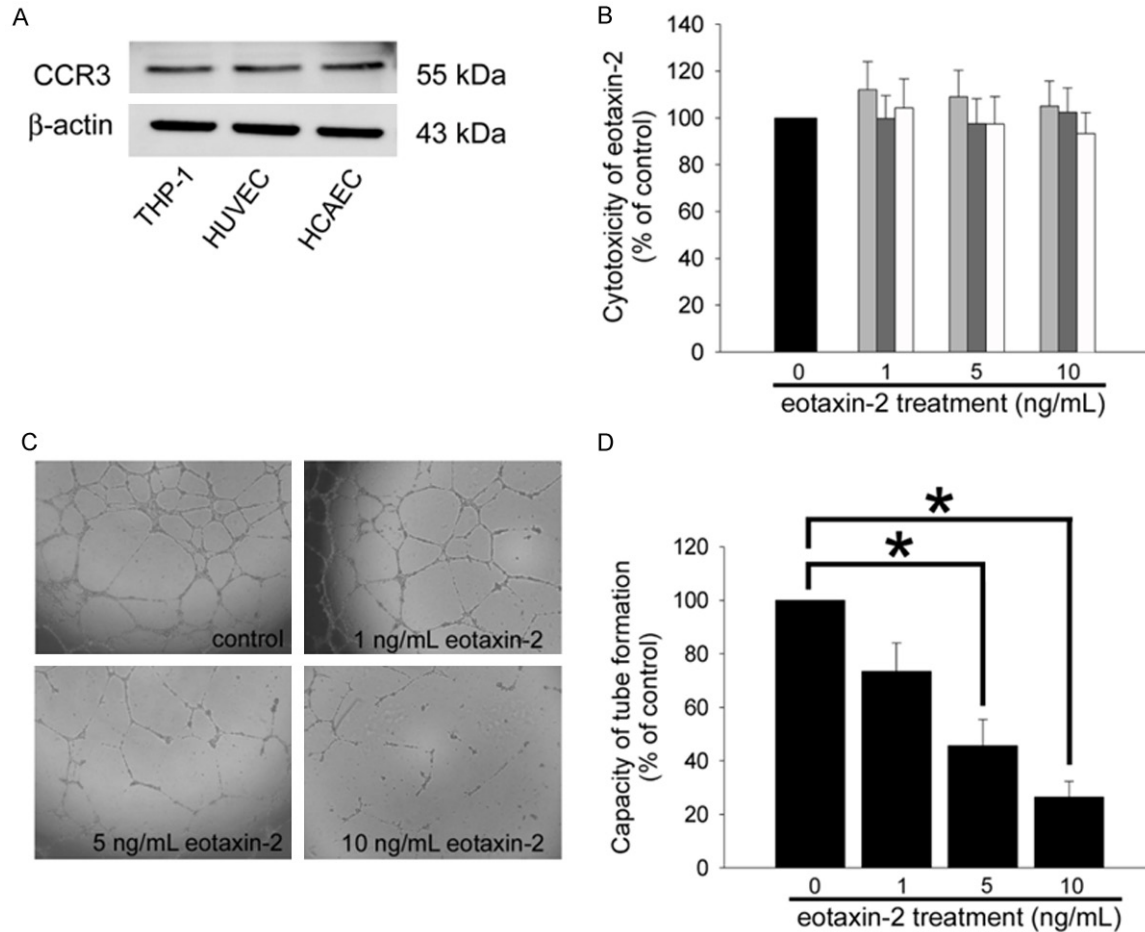 A
CCR3
55 kDa
β-actin
43 kDa
THP-1
HUVEC
HCAEC
B
Cytotoxicity of eotaxin-2
(% of control)
140
120
100
80
60
40
20
0
0 1 5 10
eotaxin-2 treatment (ng/mL)
C
control
1 ng/mL eotaxin-2
5 ng/mL eotaxin-2
10 ng/mL eotaxin-2
D
*
*
Capacity of tube formation
(% of control)
120
100
80
60
40
20
0
0 1 5 10
eotaxin-2 treatment (ng/mL)